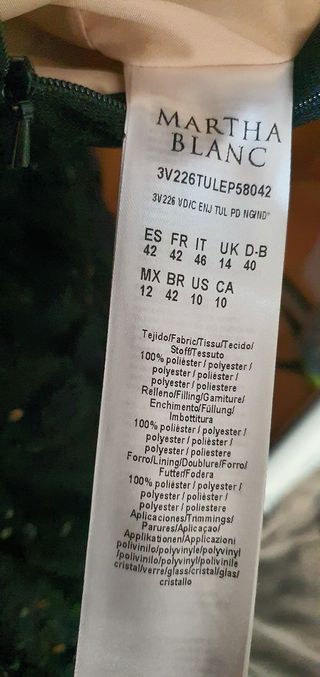 MARTHA
BLANC
3V226TULEP58042
3V226 VD/C ENJ TUL PD NG/ND"
ES FR IT UK D-B
42 42 46 14 40
MX BR US CA
12 42 10 10
Tejido/Fabric/Tissu/Tecido/
Stoff/Tessuto
100% poliéster / polyester /
polyester / poliéster /
polyester / poliestere
Relleno/Filling/Garniture/
Enchimento/Füllung/
Imbottitura
100% poliéster / polyester /
polyester / poliéster /
polyester / poliestere
Forro/Lining/Doublure/Forro/
Futter/Fodera
100% poliéster / polyester /
polyester / poliéster /
polyester / poliestere
Aplicaciones/Trimmings/
Parures/Aplicaçao/
Applikationen/Applicazioni
polivinilo/polyvinyle/polyvinyl
/polivinilo/polyvinyl/polivinile
cristal/verre/glass/cristal/glas/
cristallo